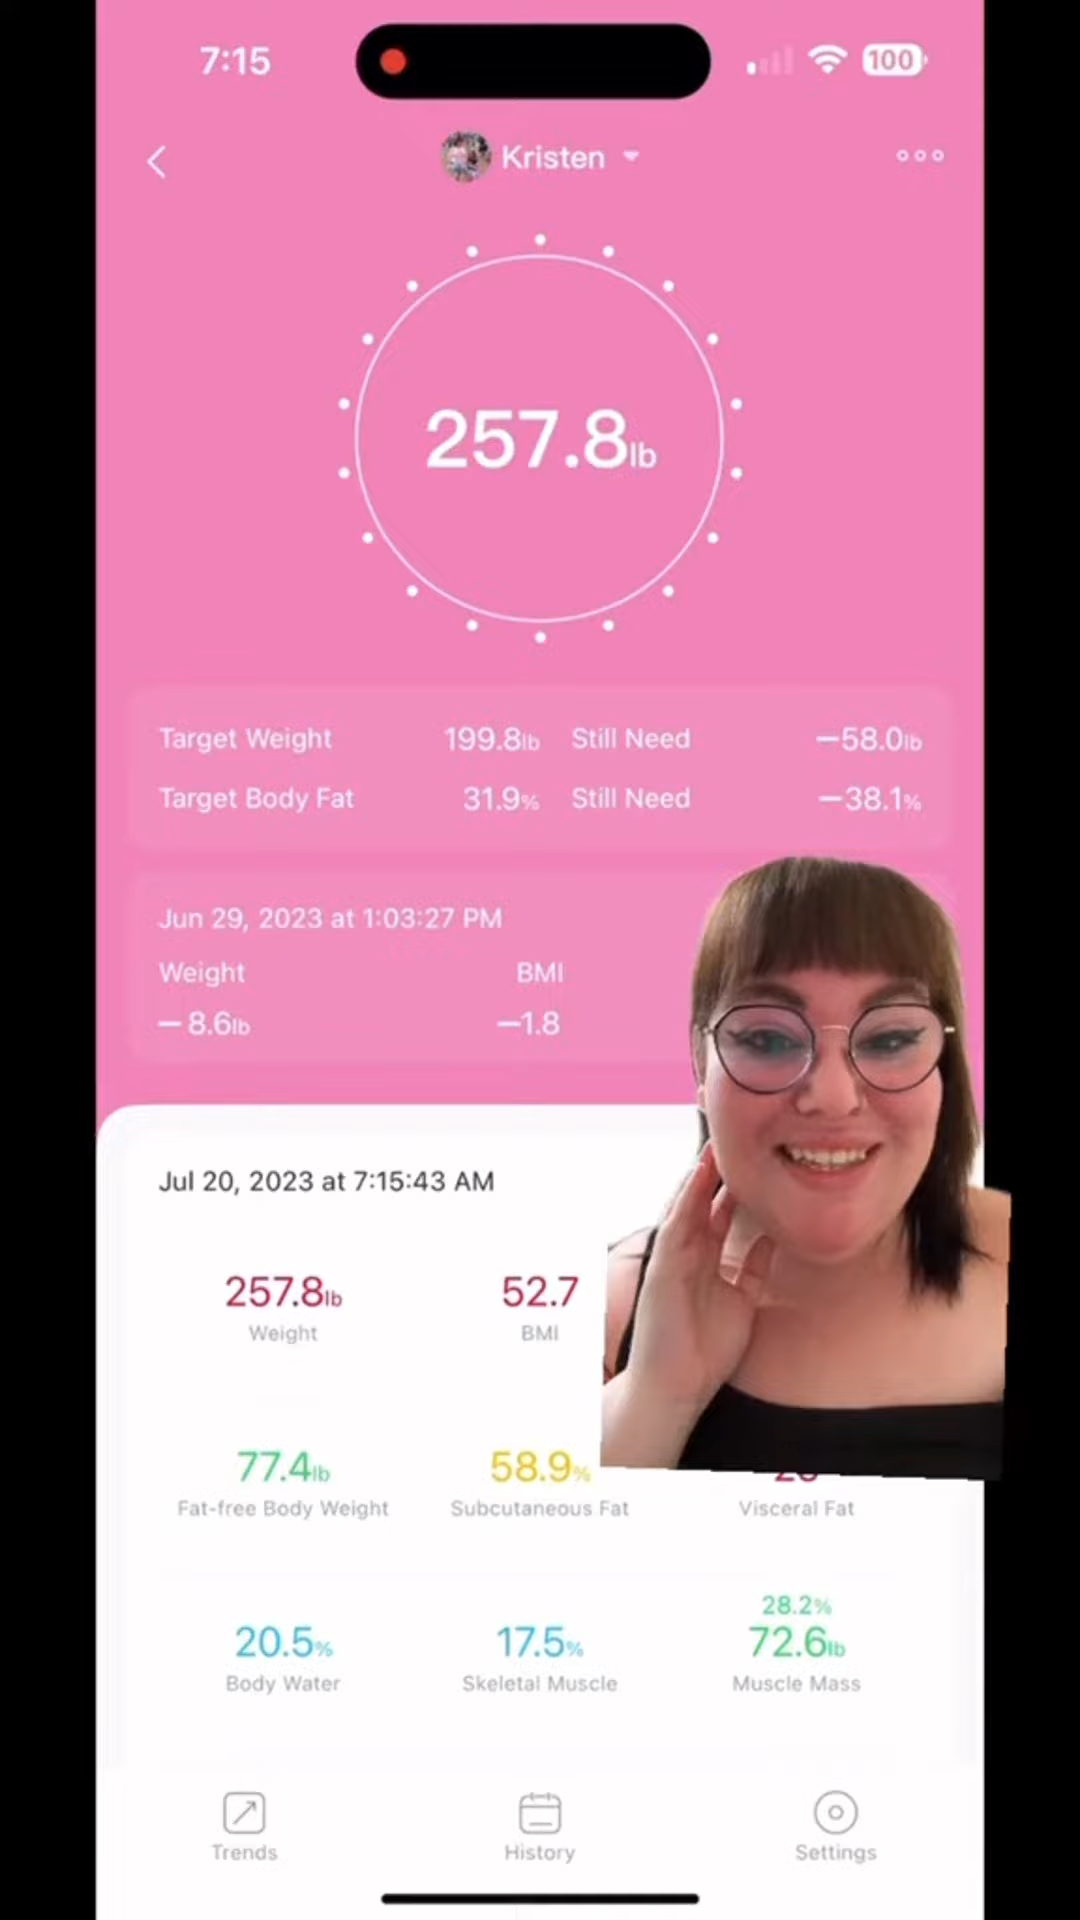 7:15
100
Kristen
257.8lb
Target Weight 199.8lb Still Need −58.0lb
Target Body Fat 31.9% Still Need −38.1%
Jun 29, 2023 at 1:03:27 PM
Weight BMI
− 8.6lb −1.8
Jul 20, 2023 at 7:15:43 AM
257.8lb 52.7
Weight BMI
77.4lb 58.9%
Fat-free Body Weight Subcutaneous Fat Visceral Fat
28.2%
20.5% 17.5% 72.6lb
Body Water Skeletal Muscle Muscle Mass
Trends History Settings